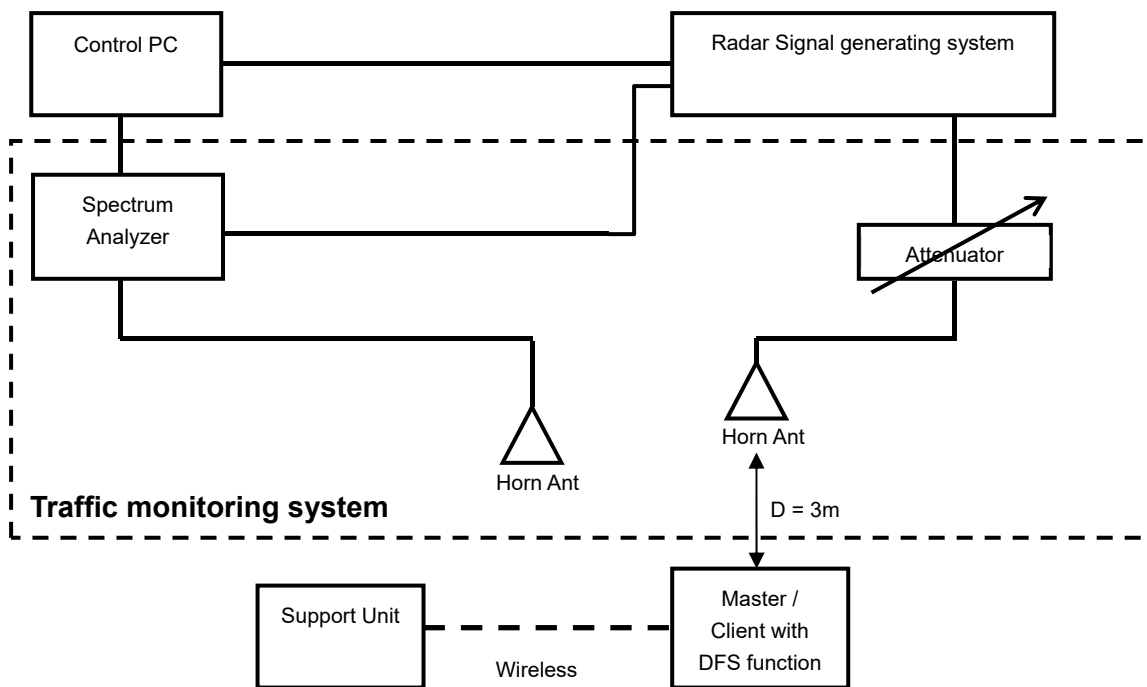 Control PC
Radar Signal generating system
Spectrum
Analyzer
Attenuator
Horn Ant
Horn Ant
Traffic monitoring system
D = 3m
Support Unit
Wireless
Master /
Client with
DFS function